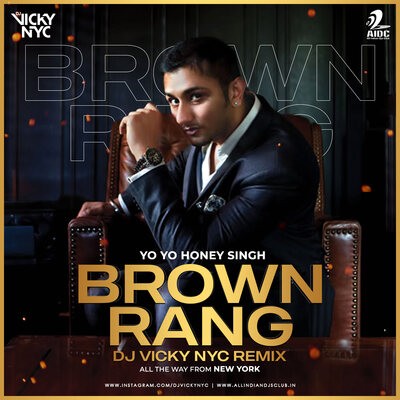 DJ
VICKY
NYC
AIDC
BROWN
RANG
YO YO HONEY SINGH
BROWN
RANG
DJ VICKY NYC REMIX
ALL THE WAY FROM NEW YORK
WWW.INSTAGRAM.COM/DJVICKYNYC | WWW.ALLINDIANDJSCLUB.IN